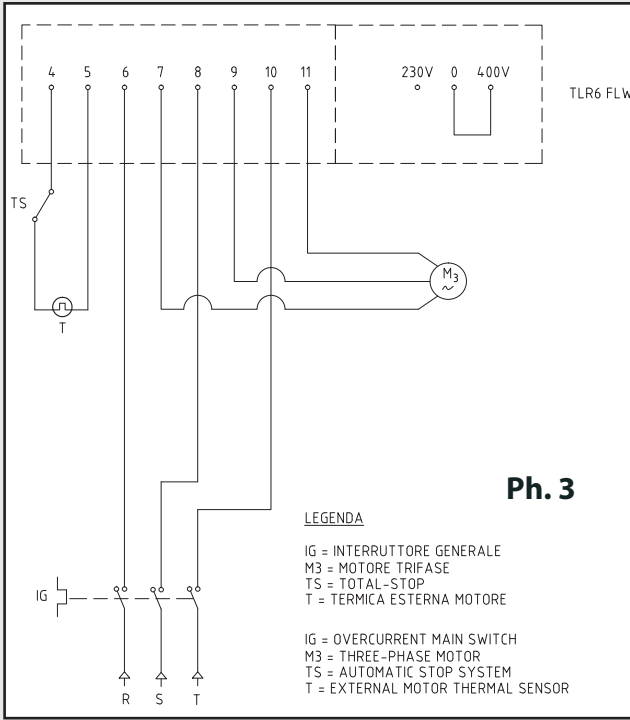 4 5 6 7 8 9 10 11 230V 0 400V
TLR6 FLW
TS
M3
~
T
Ph. 3
LEGENDA
IG = INTERRUTTORE GENERALE
M3 = MOTORE TRIFASE
TS = TOTAL-STOP
T = TERMICA ESTERNA MOTORE
IG
IG = OVERCURRENT MAIN SWITCH
M3 = THREE-PHASE MOTOR
TS = AUTOMATIC STOP SYSTEM
T = EXTERNAL MOTOR THERMAL SENSOR
R S T